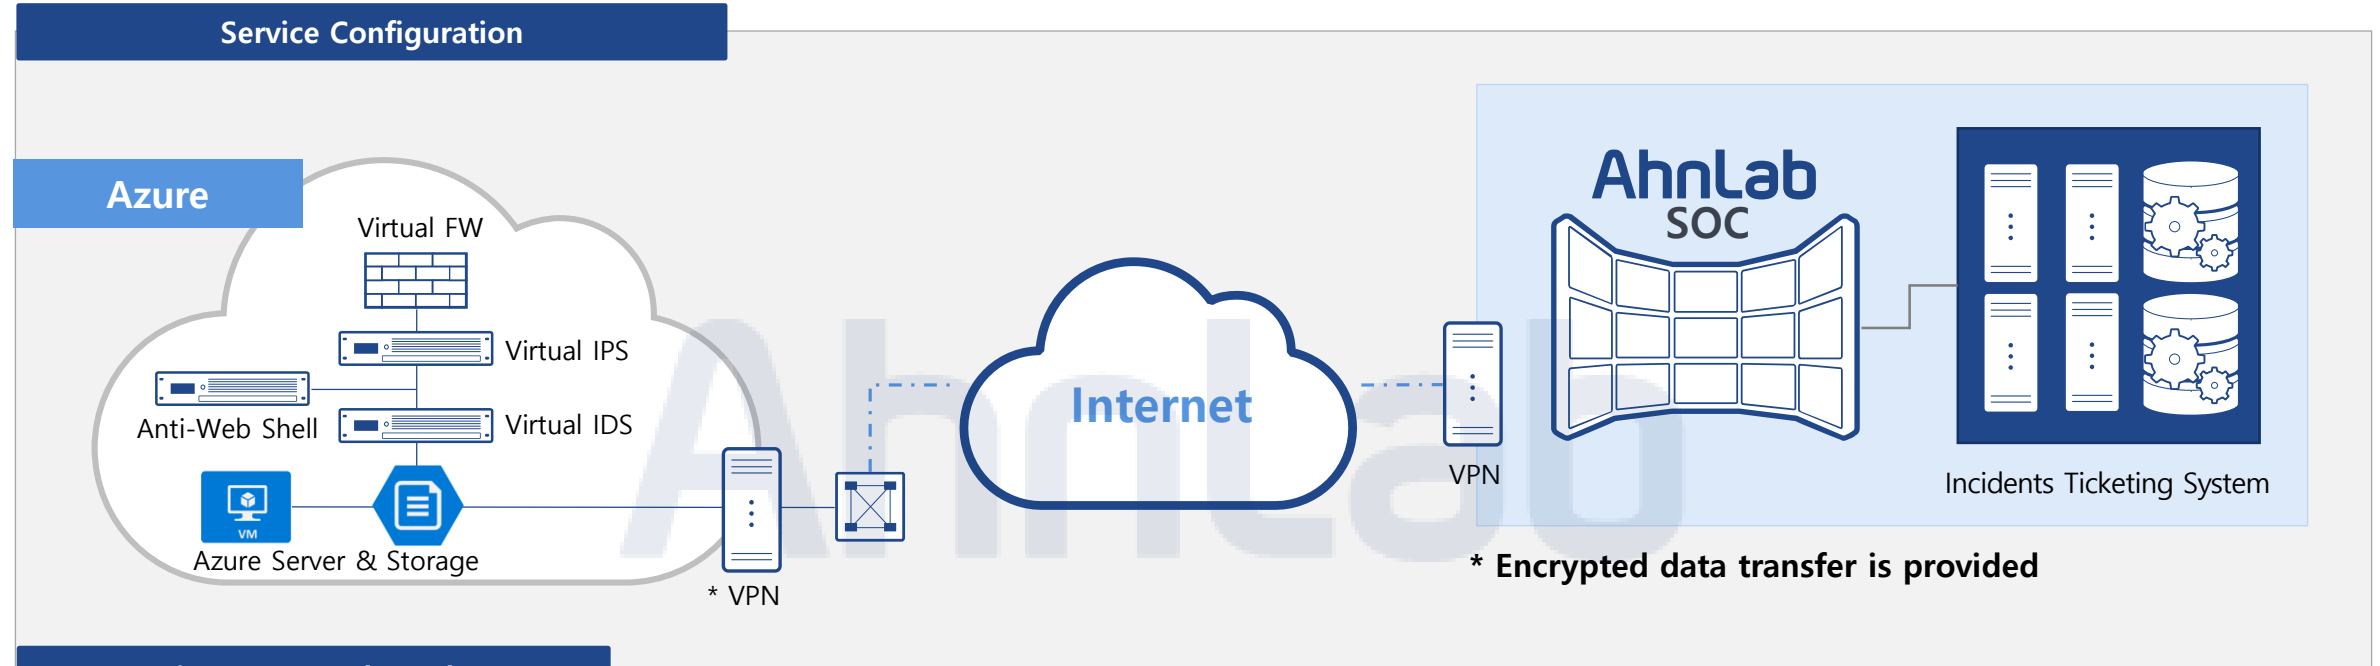 Service Configuration
Azure
Virtual FW
Virtual IPS
Anti-Web Shell
Virtual IDS
VM
Azure Server & Storage
* VPN
Internet
VPN
AhnLab
SOC
Incidents Ticketing System
* Encrypted data transfer is provided
AhnLab